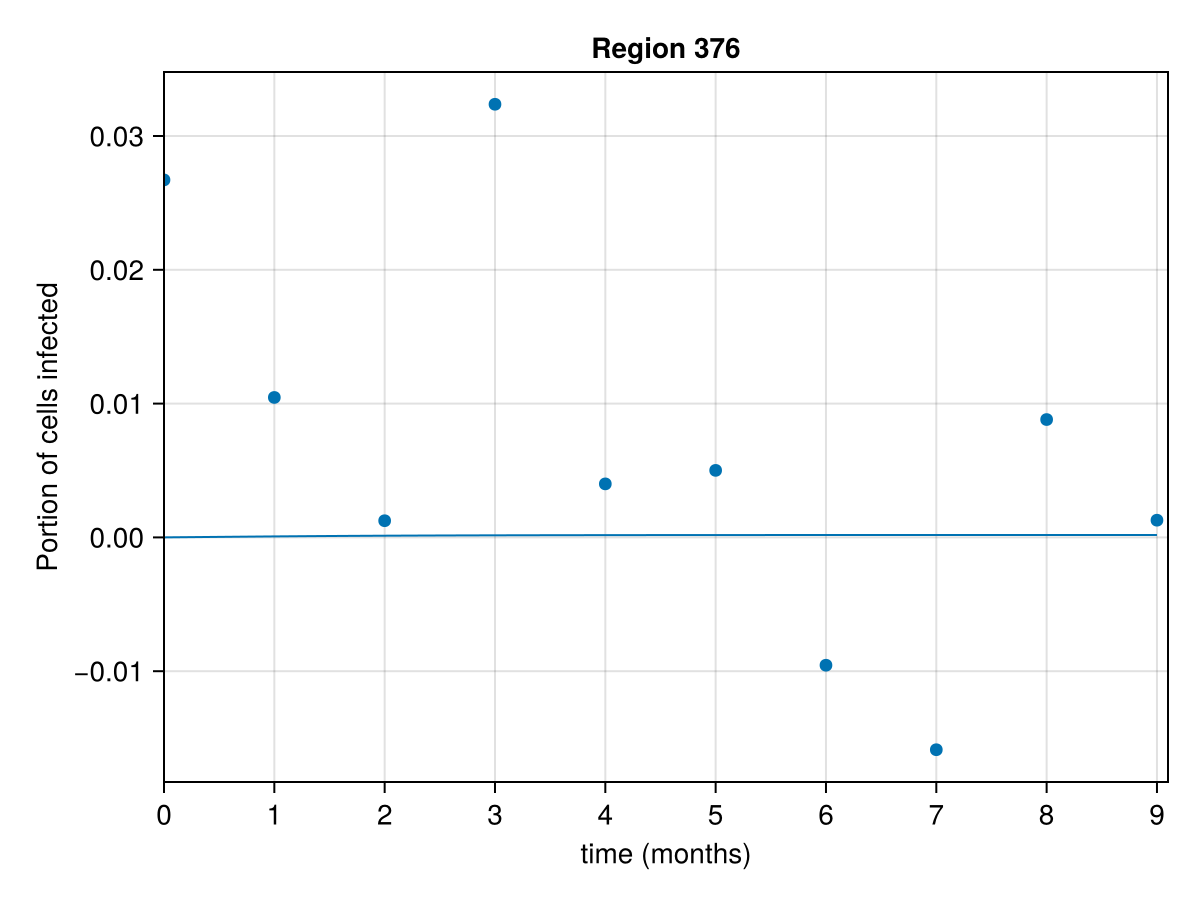 Region 376
Portion of cells infected
0.03
0.02
0.01
0.00
−0.01
0 1 2 3 4 5 6 7 8 9
time (months)